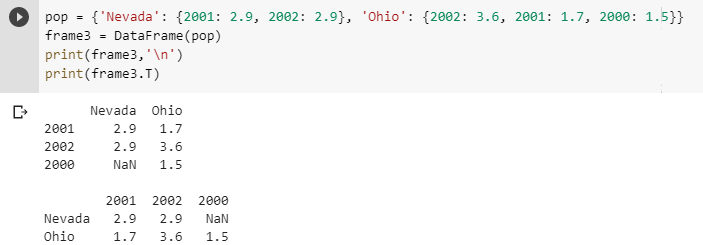 pop = {'Nevada': {2001: 2.9, 2002: 2.9}, 'Ohio': {2002: 3.6, 2001: 1.7, 2000: 1.5}}
frame3 = DataFrame(pop)
print(frame3,'\n')
print(frame3.T)
      Nevada  Ohio
2001     2.9   1.7
2002     2.9   3.6
2000     NaN   1.5
        2001  2002  2000
Nevada   2.9   2.9   NaN
Ohio     1.7   3.6   1.5